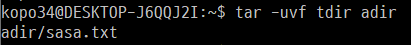 kopo34@DESKTOP-J6QQJ2I:~$ tar -uvf tdir adir
adir/sasa.txt